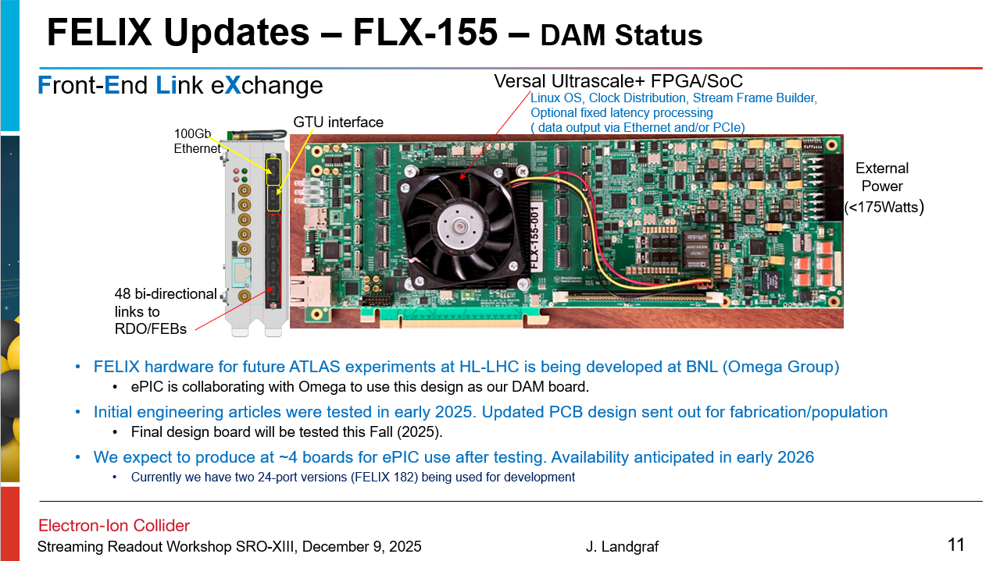 FELIX Updates – FLX-155 – DAM Status
Front-End Link eXchange
Versal Ultrascale+ FPGA/SoC
Linux OS, Clock Distribution, Stream Frame Builder,
Optional fixed latency processing
( data output via Ethernet and/or PCIe)
GTU interface
100Gb
Ethernet
External
Power
(<175Watts)
FLX-155-001
Brookhaven
48 bi-directional
links to
RDO/FEBs
• FELIX hardware for future ATLAS experiments at HL-LHC is being developed at BNL (Omega Group)
• ePIC is collaborating with Omega to use this design as our DAM board.
• Initial engineering articles were tested in early 2025. Updated PCB design sent out for fabrication/population
• Final design board will be tested this Fall (2025).
• We expect to produce at ~4 boards for ePIC use after testing. Availability anticipated in early 2026
• Currently we have two 24-port versions (FELIX 182) being used for development
Electron-Ion Collider
Streaming Readout Workshop SRO-XIII, December 9, 2025
J. Landgraf
11